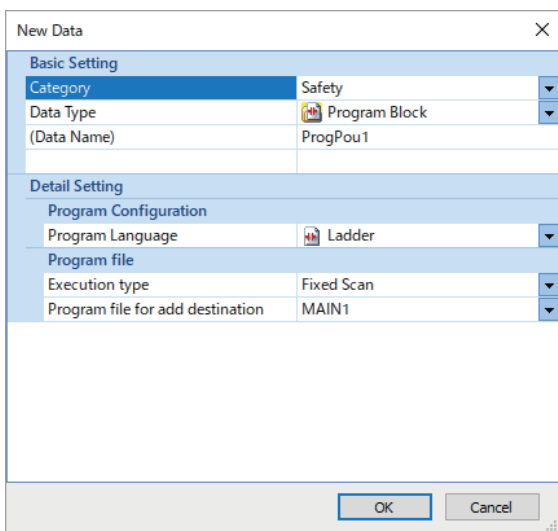 New Data
Basic Setting
Category Safety
Data Type Program Block
(Data Name) ProgPou1
Detail Setting
Program Configuration
Program Language Ladder
Program file
Execution type Fixed Scan
Program file for add destination MAIN1
OK Cancel